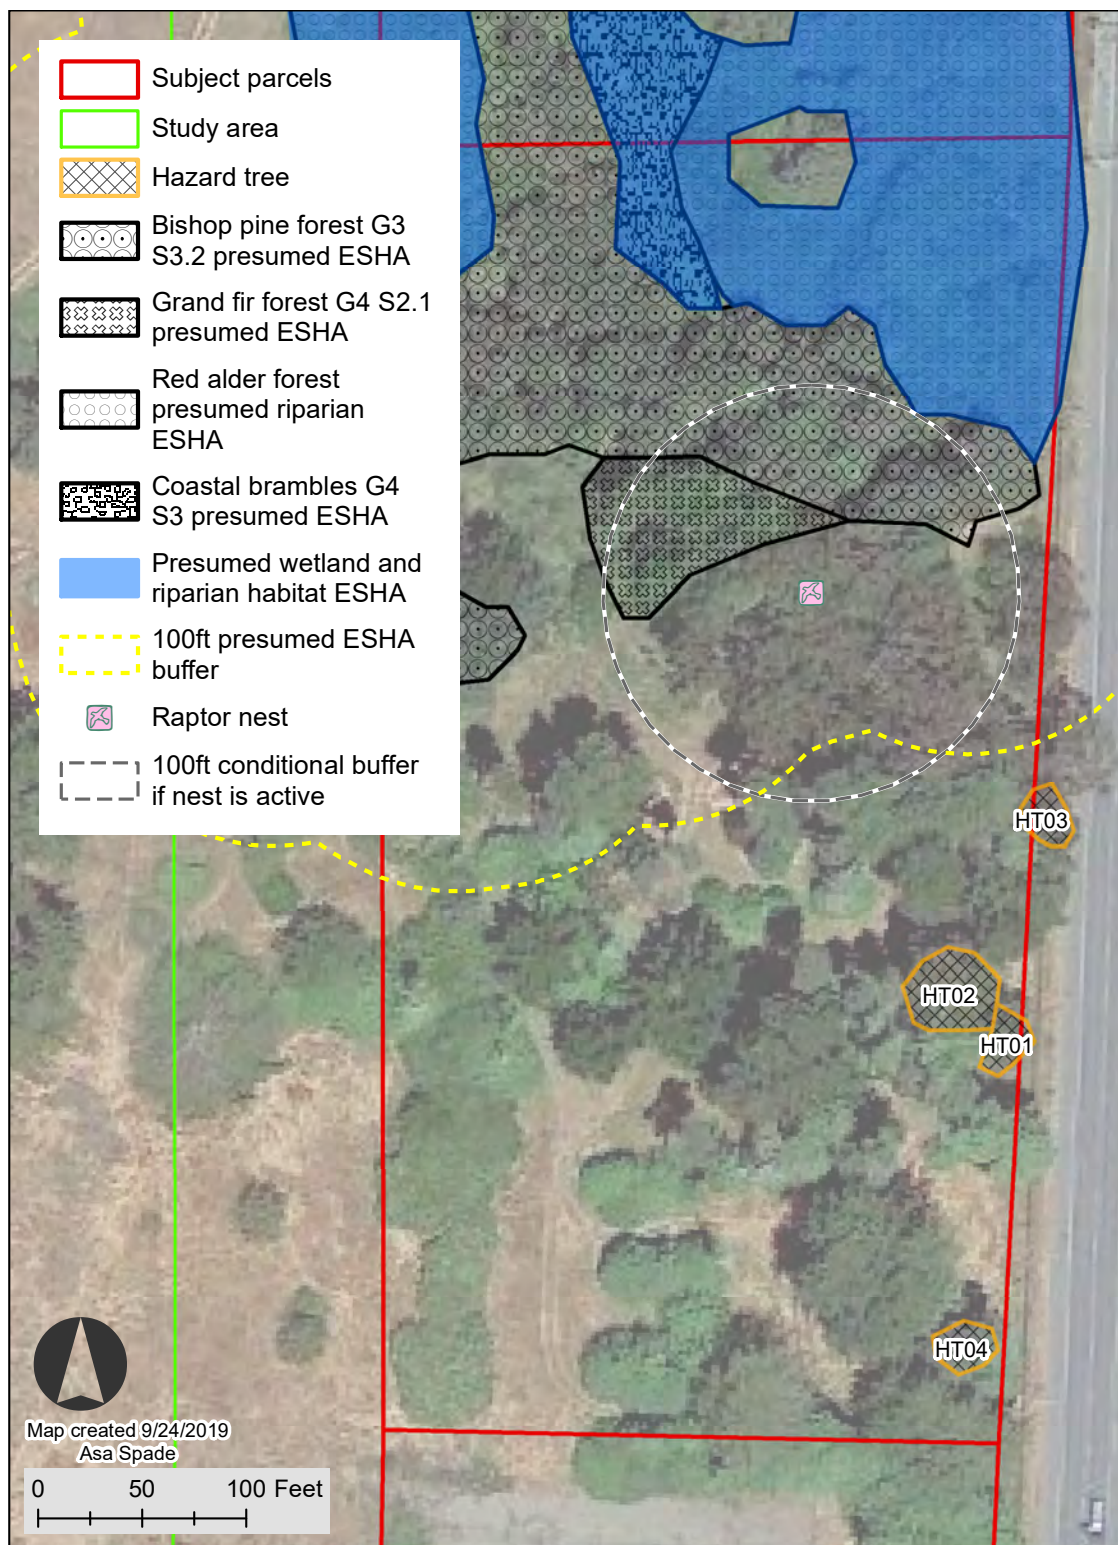 Subject parcels
Study area
Hazard tree
Bishop pine forest G3
S3.2 presumed ESHA
Grand fir forest G4 S2.1
presumed ESHA
Red alder forest
presumed riparian
ESHA
Coastal brambles G4
S3 presumed ESHA
Presumed wetland and
riparian habitat ESHA
100ft presumed ESHA
buffer
Raptor nest
100ft conditional buffer
if nest is active
HT03
HT02
HT01
HT04
Map created 9/24/2019
Asa Spade
0 50 100 Feet